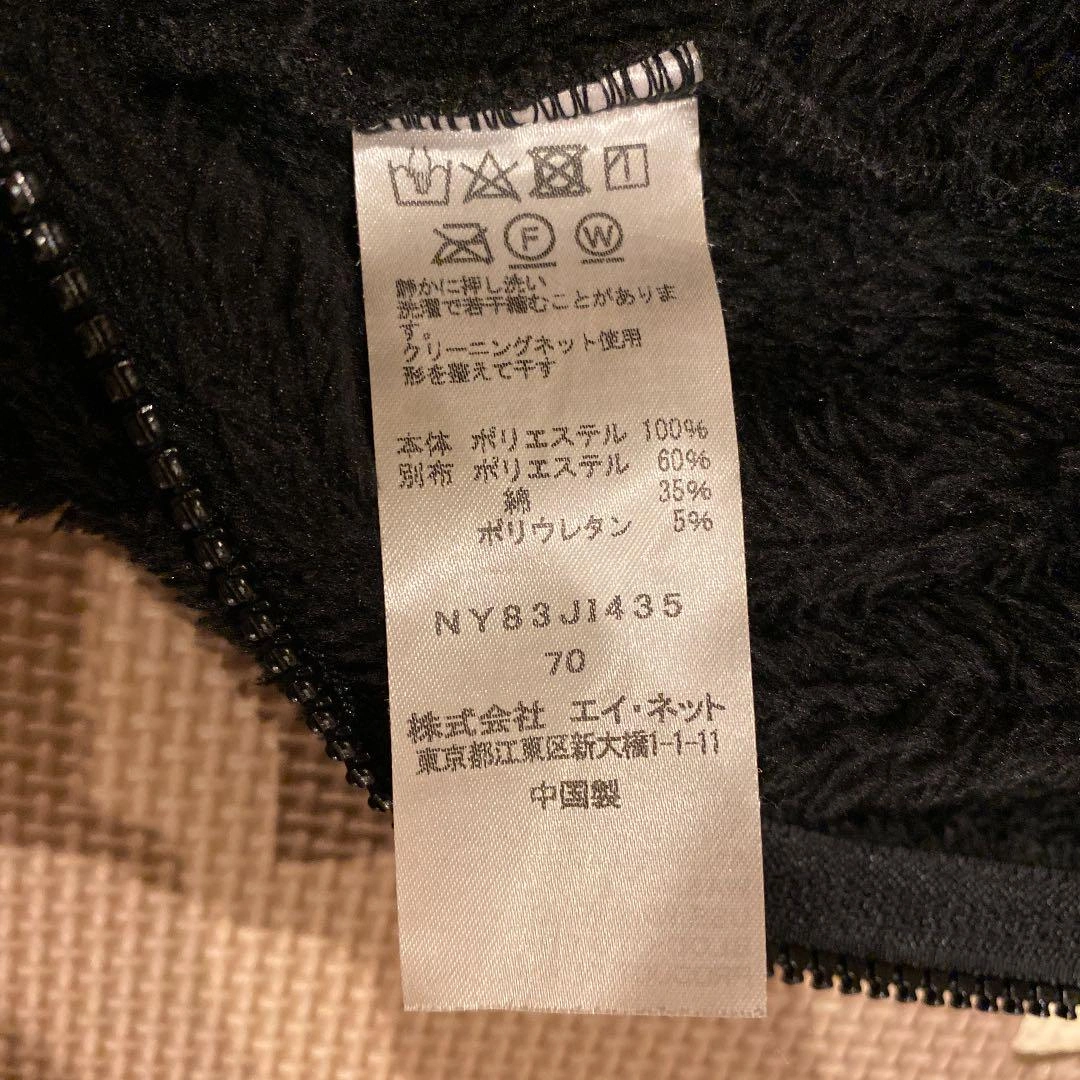 F W
静かに押し洗い
洗濯で若干縮むことがありま
す。
クリーニングネット使用
形を整えて干す
本体 ポリエステル 100%
別布 ポリエステル 60%
綿 35%
ポリウレタン 5%
NY83J1435
70
株式会社 エイ・ネット
東京都江東区新大橋1-1-11
中国製